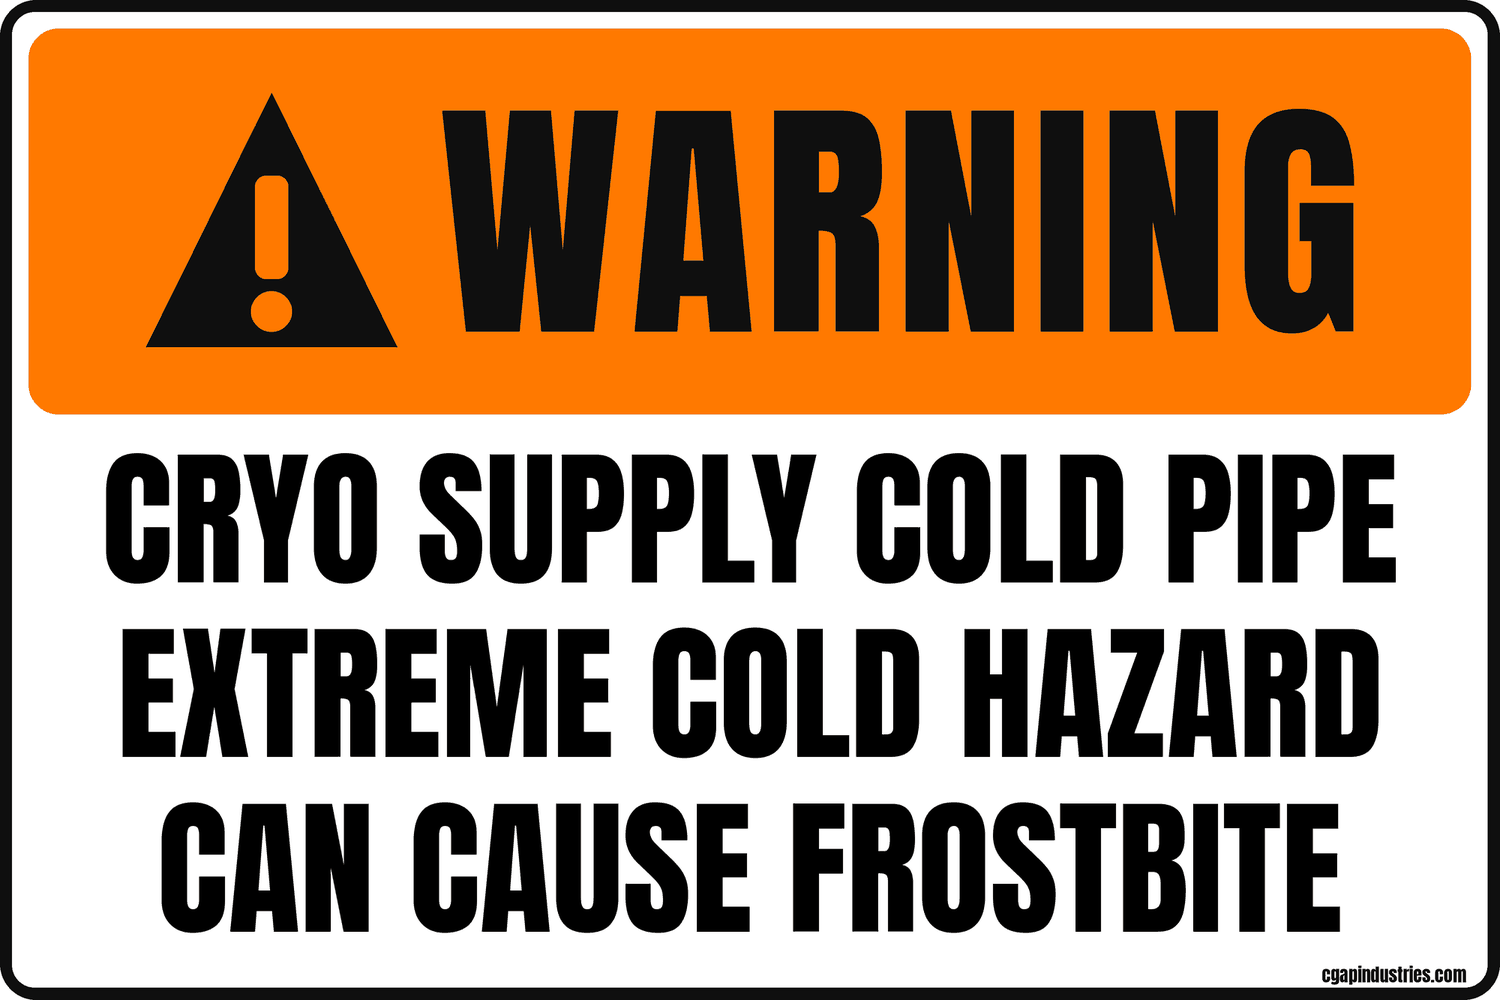 WARNING
CRYO SUPPLY COLD PIPE
EXTREME COLD HAZARD
CAN CAUSE FROSTBITE
cgapindustries.com